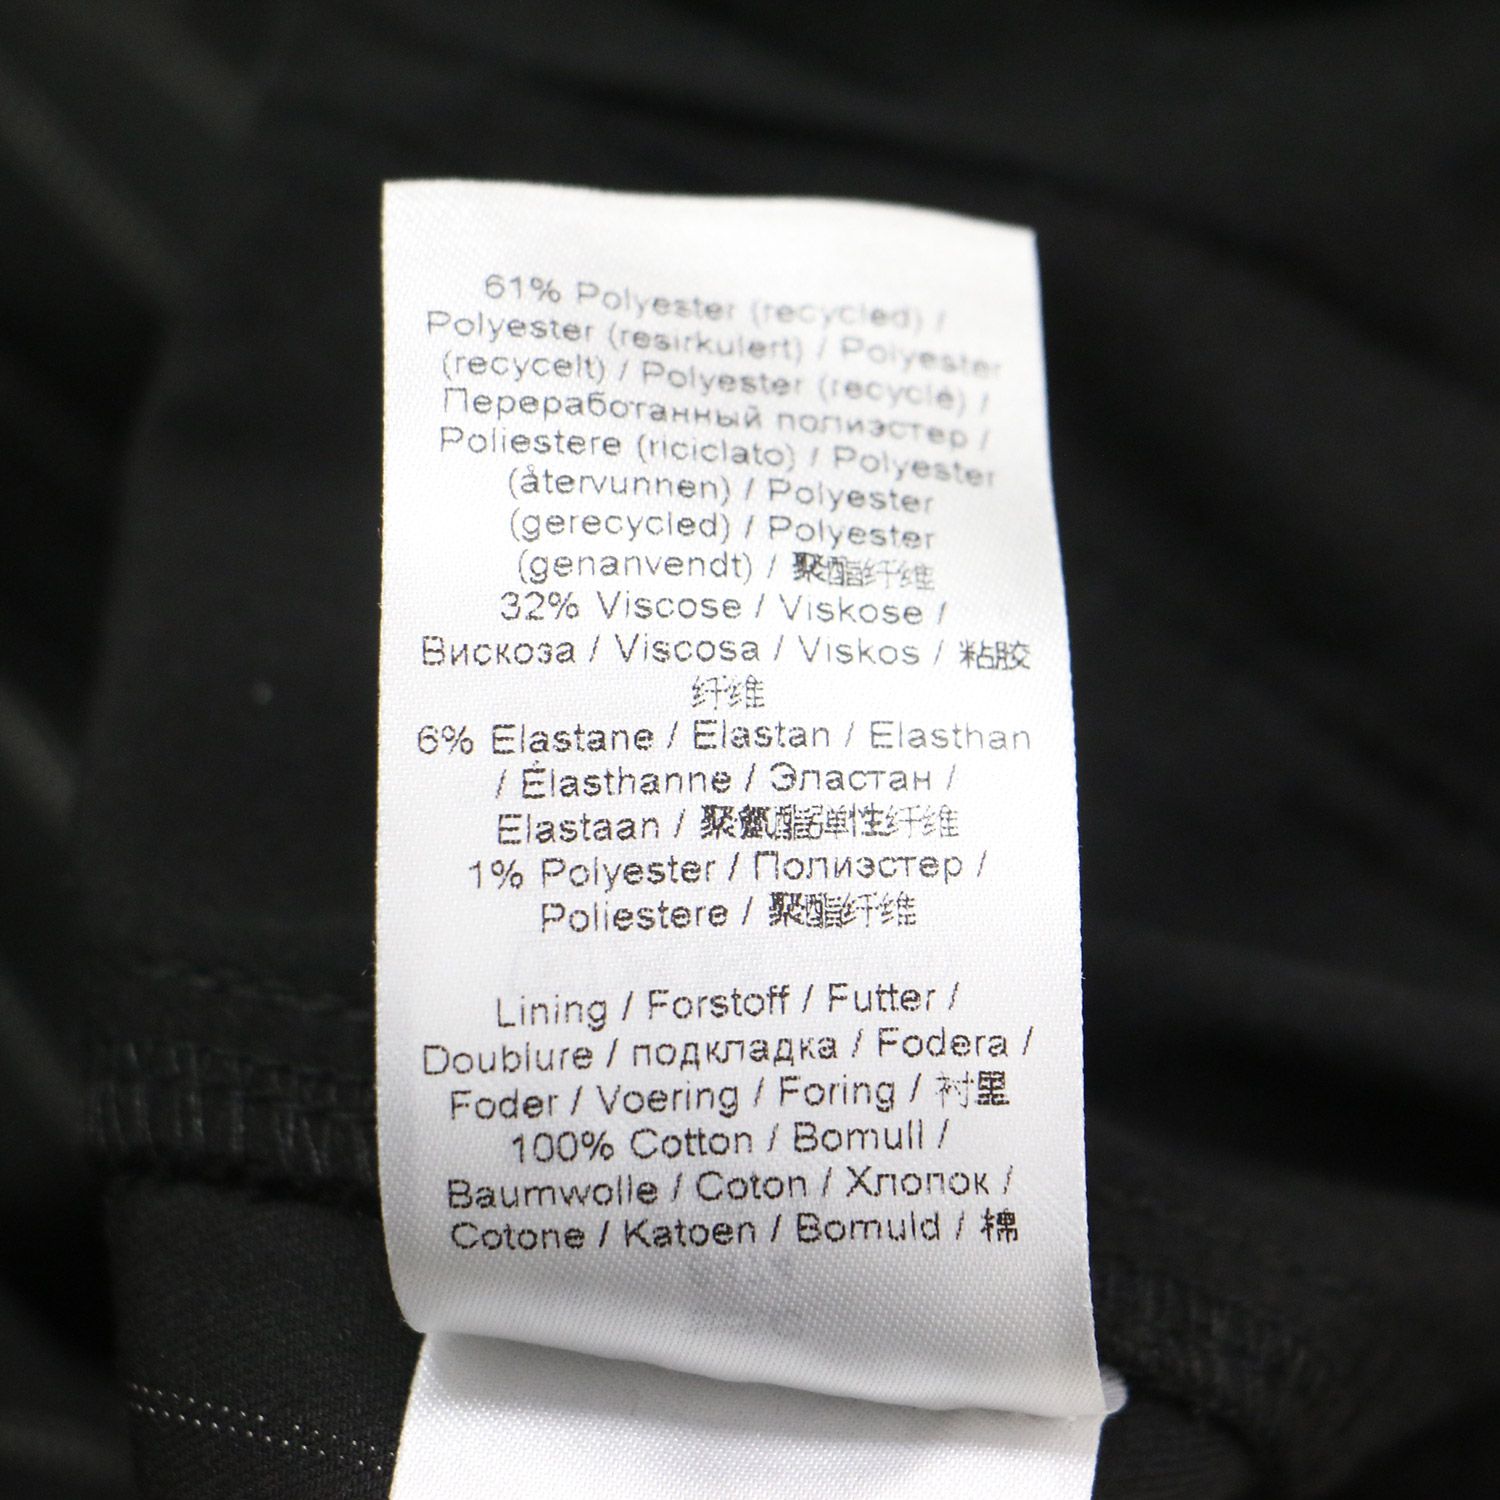 61% Polyester (recycled) /
Polyester (resirkulert) / Polyester
(recycelt) / Polyester (recyclé) /
Переработанный полиэстер /
Poliestere (riciclato) / Polyester
(återvunnen) / Polyester
(gerecycled) / Polyester
(genanvendt) / 聚酯纤维
32% Viscose / Viskose /
Вискоза / Viscosa / Viskos / 粘胶
纤维
6% Elastane / Elastan / Elasthan
/ Élasthanne / Эластан /
Elastaan / 聚氨酯弹性纤维
1% Polyester / Полиэстер /
Poliestere / 聚酯纤维
Lining / Forstoff / Futter /
Doublure / подкладка / Fodera /
Foder / Voering / Foring / 衬里
100% Cotton / Bomull /
Baumwolle / Coton / Хлопок /
Cotone / Katoen / Bomuld / 棉